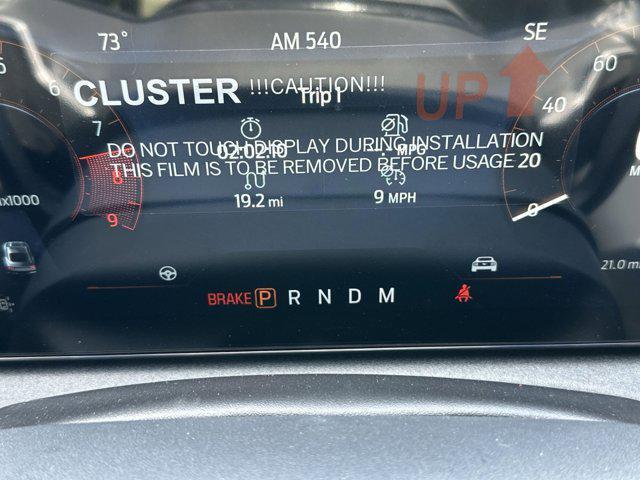 73° AM 540 SE
CLUSTER !!!CAUTION!!! UP
Trip 1
DO NOT TOUCH DISPLAY DURING INSTALLATION
THIS FILM IS TO BE REMOVED BEFORE USAGE
02:02:10 --.- MPG
19.2 mi 9 MPH
6
7
8
9
x1000
60
40
20
0
21.0 mi
BRAKE P R N D M